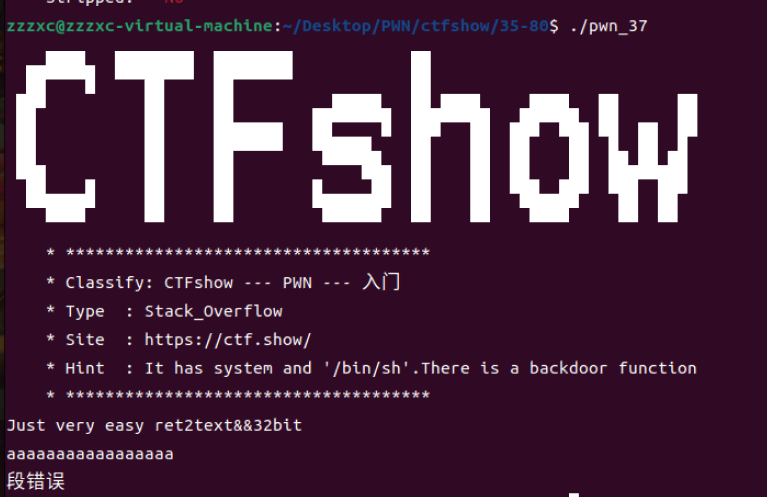 Stripped: No
zzzxc@zzzxc-virtual-machine:~/Desktop/PWN/ctfshow/35-80$ ./pwn_37
CTFshow
* *************************************
* Classify: CTFshow --- PWN --- 入门
* Type  : Stack_Overflow
* Site  : https://ctf.show/
* Hint  : It has system and '/bin/sh'.There is a backdoor function
* *************************************
Just very easy ret2text&&32bit
aaaaaaaaaaaaaaaaa
段错误